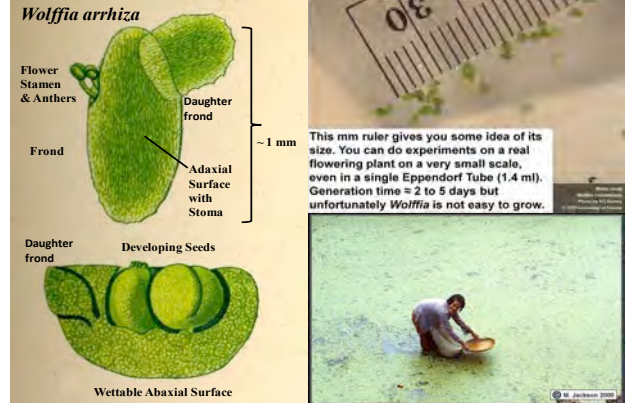 Wolffia arrhiza
Flower
Stamen
& Anthers
Daughter
frond
~ 1 mm
Frond
Adaxial
Surface
with
Stoma
Daughter
frond
Developing Seeds
Wettable Abaxial Surface
30
This mm ruler gives you some idea of its
size. You can do experiments on a real
flowering plant on a very small scale,
even in a single Eppendorf Tube (1.4 ml).
Generation time = 2 to 5 days but
unfortunately Wolffia is not easy to grow.
© M. Jackson 2000